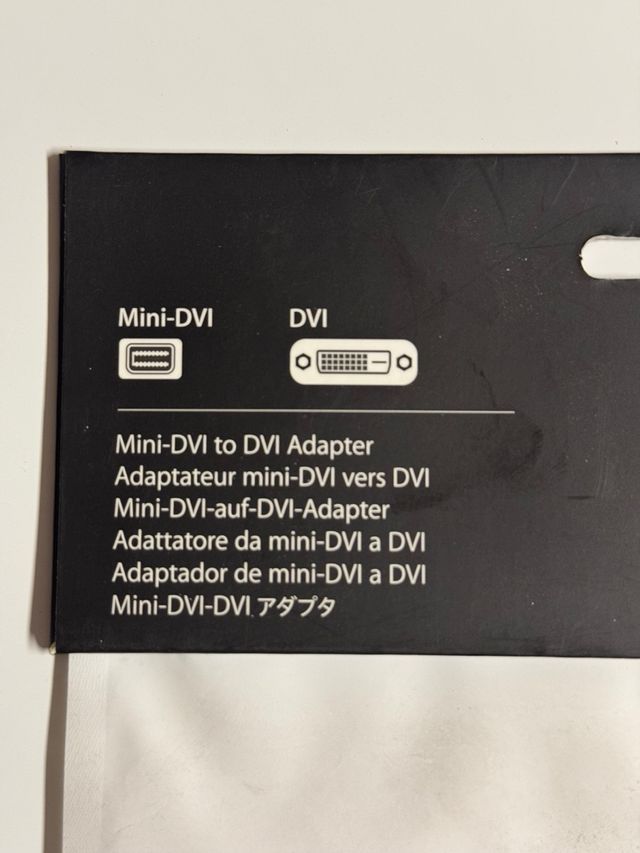 Mini-DVI DVI
Mini-DVI to DVI Adapter
Adaptateur mini-DVI vers DVI
Mini-DVI-auf-DVI-Adapter
Adattatore da mini-DVI a DVI
Adaptador de mini-DVI a DVI
Mini-DVI-DVI アダプタ